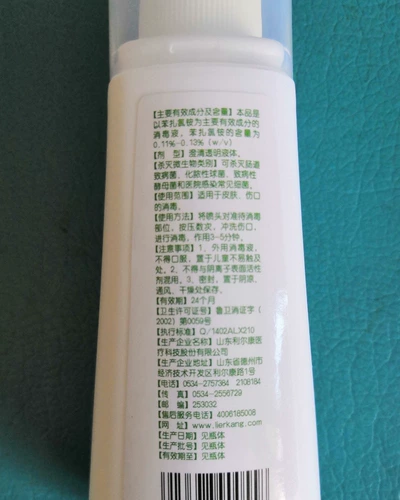 【主要有效成分及含量】本品是
以苯扎氯铵为主要有效成分的
消毒液，苯扎氯铵的含量为
0.11%-0.13%（w/v）
【剂　型】澄清透明液体。
【杀灭微生物类别】可杀灭肠道
致病菌、化脓性球菌、致病性
酵母菌和医院感染常见细菌。
【使用范围】适用于皮肤、伤口
的消毒。
【使用方法】将喷头对准待消毒
部位，按压数次，冲洗伤口，
进行消毒，作用3-5分钟。
【注意事项】1、外用消毒液，
不得口服，置于儿童不易触及
处。2、不得与阴离子表面活性
剂混用。3、密封，置于阴凉、
通风、干燥处保存。
【有效期】24个月
【卫生许可证号】鲁卫消证字
（2002）第0059号
【执行标准】Q/1402ALX210
【生产企业名称】山东利尔康医
疗科技股份有限公司
【生产企业地址】山东省德州市
经济技术开发区利尔康路1号
【电　话】0534-2757384 2108184
【传　真】0534-2556729
【邮　编】253032
【售后服务电话】4006185008
【网　址】www.lierkang.com
【生产日期】见瓶体
【生产批号】见瓶体
【有效期至】见瓶体